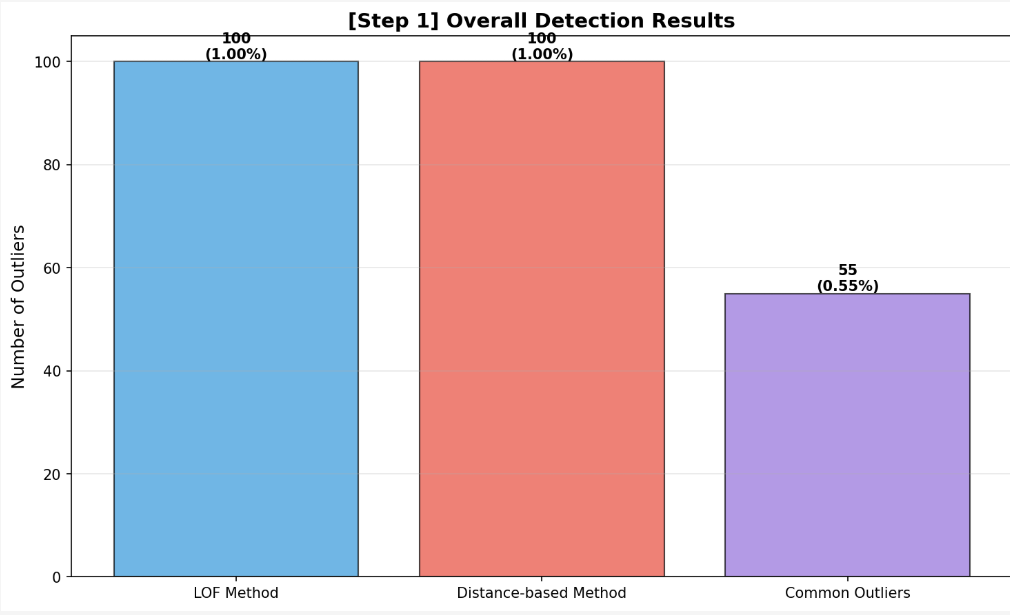 [Step 1] Overall Detection Results
100
(1.00%)
100
(1.00%)
55
(0.55%)
Number of Outliers
100
80
60
40
20
0
LOF Method
Distance-based Method
Common Outliers